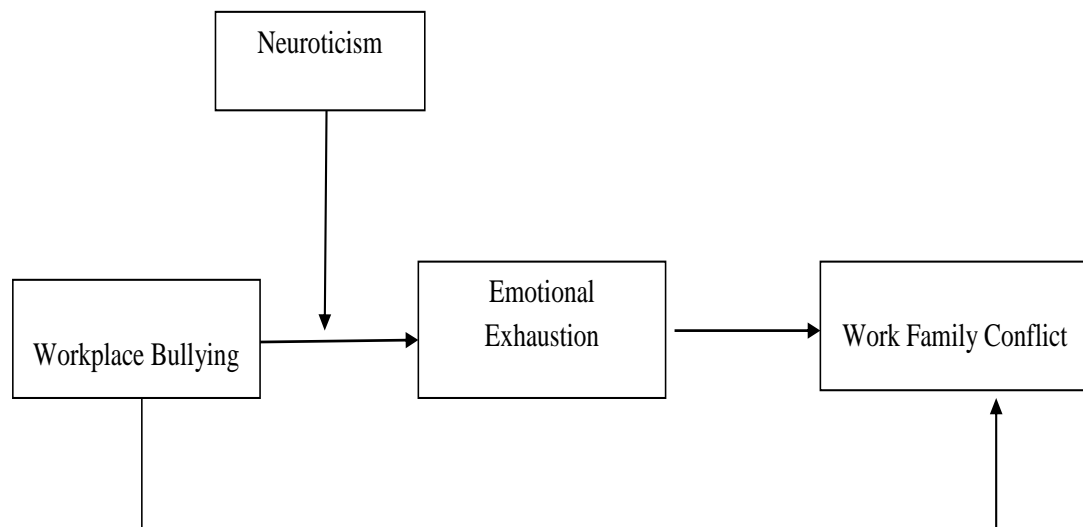 Neuroticism
Emotional
Exhaustion
Workplace Bullying
Work Family Conflict